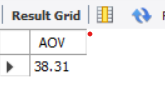 Result Grid
AOV
38.31